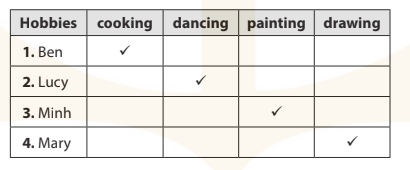 Hobbies cooking dancing painting drawing
1. Ben ✓
2. Lucy ✓
3. Minh ✓
4. Mary ✓